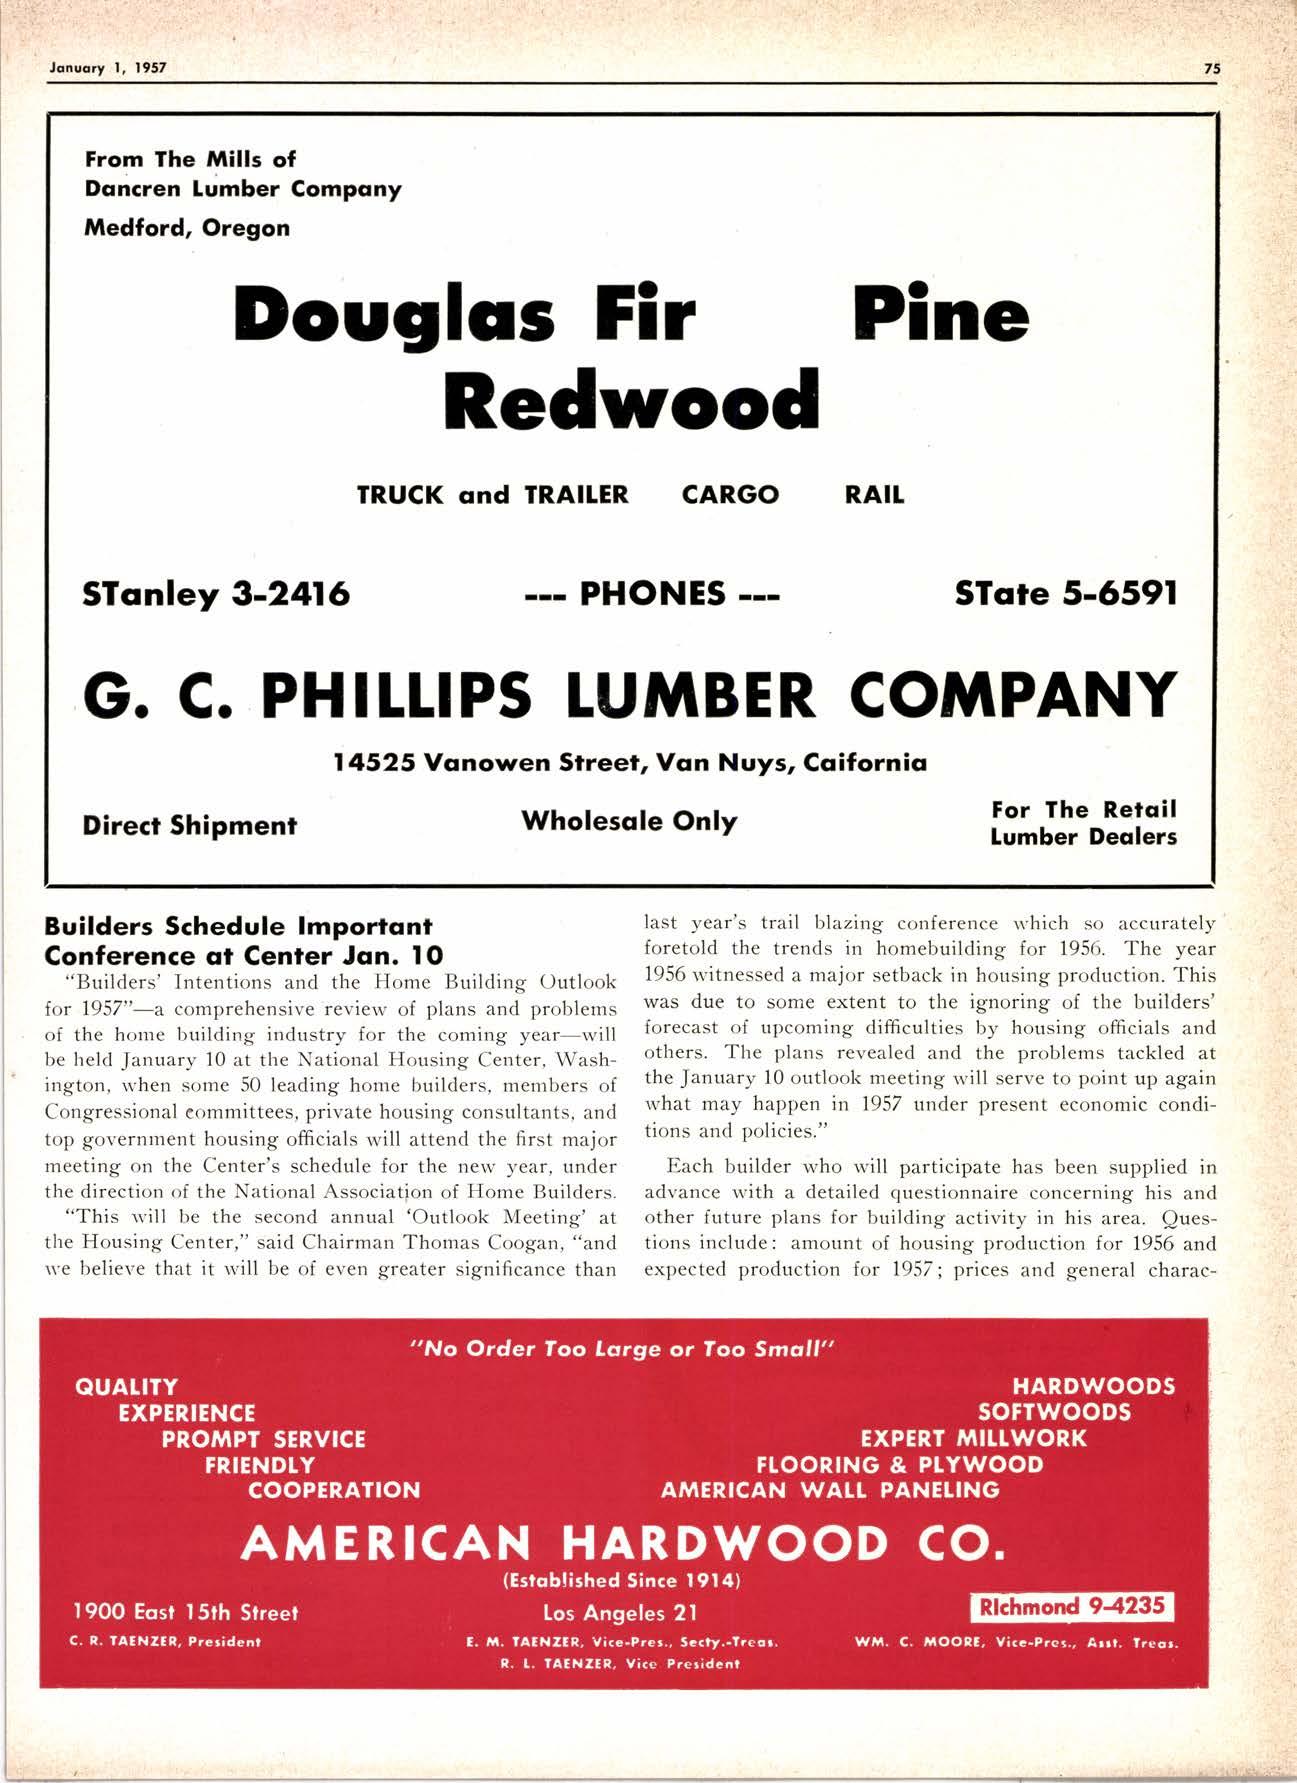 January 1, 1957 75
From The Mills of
Dancren Lumber Company
Medford, Oregon
Douglas Fir Pine
Redwood
TRUCK and TRAILER CARGO RAIL
STanley 3-2416 --- PHONES --- STate 5-6591
G. C. PHILLIPS LUMBER COMPANY
14525 Vanowen Street, Van Nuys, Caifornia
Direct Shipment Wholesale Only For The Retail
Lumber Dealers
Builders Schedule Important
Conference at Center Jan. 10
"Builders' Intentions and the Home Building Outlook
for 1957"—a comprehensive review of plans and problems
of the home building industry for the coming year—will
be held January 10 at the National Housing Center, Wash-
ington, when some 50 leading home builders, members of
Congressional committees, private housing consultants, and
top government housing officials will attend the first major
meeting on the Center's schedule for the new year, under
the direction of the National Association of Home Builders.
"This will be the second annual 'Outlook Meeting' at
the Housing Center," said Chairman Thomas Coogan, "and
we believe that it will be of even greater significance than
last year's trail blazing conference which so accurately
foretold the trends in homebuilding for 1956. The year
1956 witnessed a major setback in housing production. This
was due to some extent to the ignoring of the builders'
forecast of upcoming difficulties by housing officials and
others. The plans revealed and the problems tackled at
the January 10 outlook meeting will serve to point up again
what may happen in 1957 under present economic condi-
tions and policies."
Each builder who will participate has been supplied in
advance with a detailed questionnaire concerning his and
other future plans for building activity in his area. Ques-
tions include: amount of housing production for 1956 and
expected production for 1957; prices and general charac-
"No Order Too Large or Too Small"
QUALITY
EXPERIENCE
PROMPT SERVICE
FRIENDLY
COOPERATION
HARDWOODS
SOFTWOODS
EXPERT MILLWORK
FLOORING & PLYWOOD
AMERICAN WALL PANELING
AMERICAN HARDWOOD CO.
(Established Since 1914)
1900 East 15th Street Los Angeles 21 RIchmond 9-4235
C. R. TAENZER, President E. M. TAENZER, Vice-Pres., Secty.-Treas. WM. C. MOORE, Vice-Pres., Asst. Treas.
R. L. TAENZER, Vice President